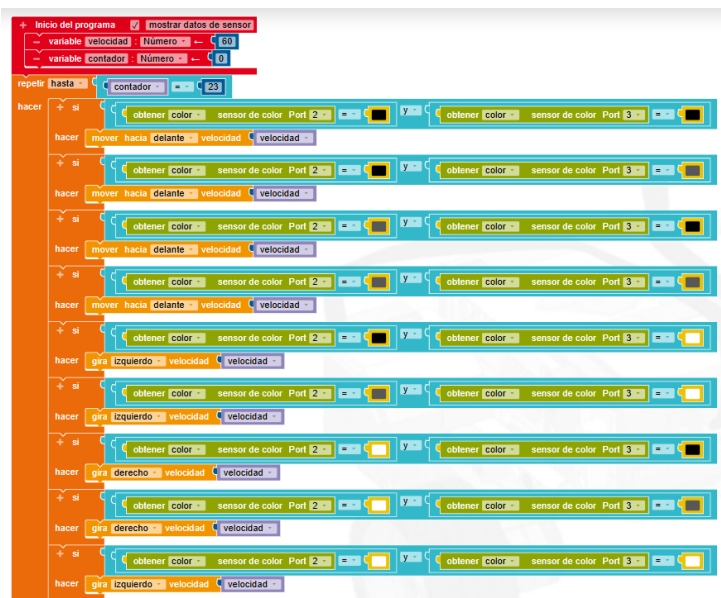 + Inicio del programa mostrar datos de sensor
− variable velocidad : Número ← 60
− variable contador : Número ← 0
repetir hasta contador = 23
hacer + si obtener color sensor de color Port 2 = y obtener color sensor de color Port 3 =
hacer mover hacia delante velocidad velocidad
+ si obtener color sensor de color Port 2 = y obtener color sensor de color Port 3 =
hacer mover hacia delante velocidad velocidad
+ si obtener color sensor de color Port 2 = y obtener color sensor de color Port 3 =
hacer mover hacia delante velocidad velocidad
+ si obtener color sensor de color Port 2 = y obtener color sensor de color Port 3 =
hacer mover hacia delante velocidad velocidad
+ si obtener color sensor de color Port 2 = y obtener color sensor de color Port 3 =
hacer gira izquierdo velocidad velocidad
+ si obtener color sensor de color Port 2 = y obtener color sensor de color Port 3 =
hacer gira izquierdo velocidad velocidad
+ si obtener color sensor de color Port 2 = y obtener color sensor de color Port 3 =
hacer gira derecho velocidad velocidad
+ si obtener color sensor de color Port 2 = y obtener color sensor de color Port 3 =
hacer gira derecho velocidad velocidad
+ si obtener color sensor de color Port 2 = y obtener color sensor de color Port 3 =
hacer gira izquierdo velocidad velocidad